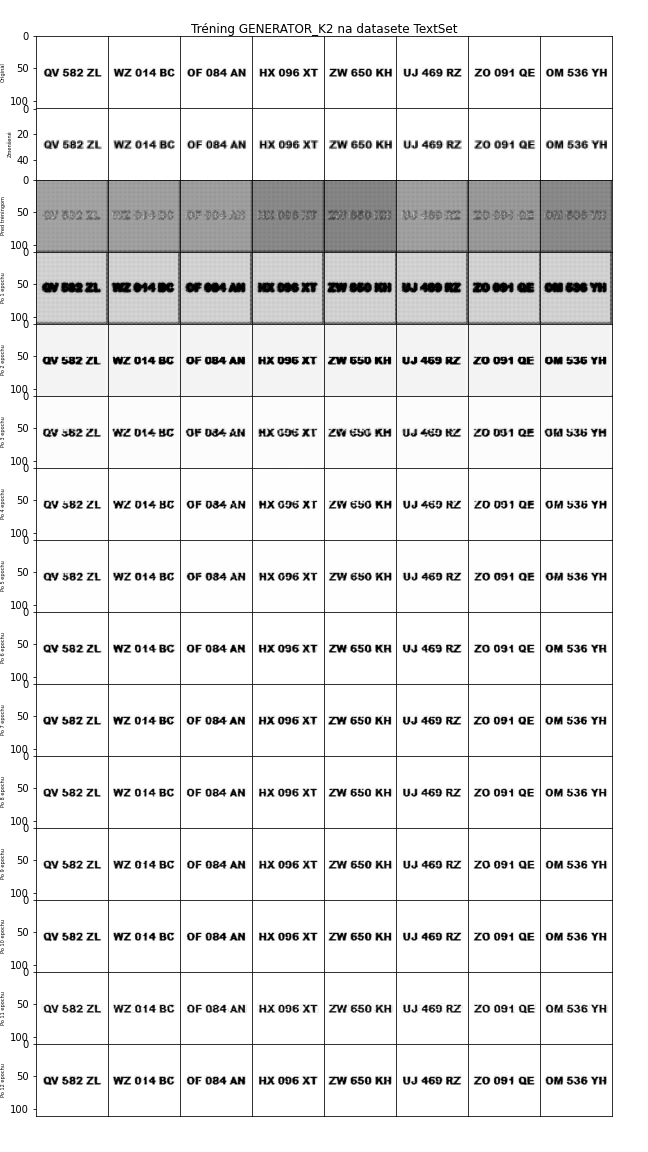 Tréning GENERATOR_K2 na datasete TextSet
0
Originál
50
QV 582 ZL WZ 014 BC OF 084 AN HX 096 XT ZW 650 KH UJ 469 RZ ZO 091 QE OM 536 YH
100
0
Zmenšené
20
QV 582 ZL WZ 014 BC OF 084 AN HX 096 XT ZW 650 KH UJ 469 RZ ZO 091 QE OM 536 YH
40
0
Pred tréningom
50
QV 582 ZL WZ 014 BC OF 084 AN HX 096 XT ZW 650 KH UJ 469 RZ ZO 091 QE OM 536 YH
100
0
Po 1 epochu
50
QV 582 ZL WZ 014 BC OF 084 AN HX 096 XT ZW 650 KH UJ 469 RZ ZO 091 QE OM 536 YH
100
0
Po 2 epochu
50
QV 582 ZL WZ 014 BC OF 084 AN HX 096 XT ZW 650 KH UJ 469 RZ ZO 091 QE OM 536 YH
100
0
Po 3 epochu
50
QV 582 ZL WZ 014 BC OF 084 AN HX 096 XT ZW 650 KH UJ 469 RZ ZO 091 QE OM 536 YH
100
0
Po 4 epochu
50
QV 582 ZL WZ 014 BC OF 084 AN HX 096 XT ZW 650 KH UJ 469 RZ ZO 091 QE OM 536 YH
100
0
Po 5 epochu
50
QV 582 ZL WZ 014 BC OF 084 AN HX 096 XT ZW 650 KH UJ 469 RZ ZO 091 QE OM 536 YH
100
0
Po 6 epochu
50
QV 582 ZL WZ 014 BC OF 084 AN HX 096 XT ZW 650 KH UJ 469 RZ ZO 091 QE OM 536 YH
100
0
Po 7 epochu
50
QV 582 ZL WZ 014 BC OF 084 AN HX 096 XT ZW 650 KH UJ 469 RZ ZO 091 QE OM 536 YH
100
0
Po 8 epochu
50
QV 582 ZL WZ 014 BC OF 084 AN HX 096 XT ZW 650 KH UJ 469 RZ ZO 091 QE OM 536 YH
100
0
Po 9 epochu
50
QV 582 ZL WZ 014 BC OF 084 AN HX 096 XT ZW 650 KH UJ 469 RZ ZO 091 QE OM 536 YH
100
0
Po 10 epochu
50
QV 582 ZL WZ 014 BC OF 084 AN HX 096 XT ZW 650 KH UJ 469 RZ ZO 091 QE OM 536 YH
100
0
Po 11 epochu
50
QV 582 ZL WZ 014 BC OF 084 AN HX 096 XT ZW 650 KH UJ 469 RZ ZO 091 QE OM 536 YH
100
0
Po 12 epochu
50
QV 582 ZL WZ 014 BC OF 084 AN HX 096 XT ZW 650 KH UJ 469 RZ ZO 091 QE OM 536 YH
100